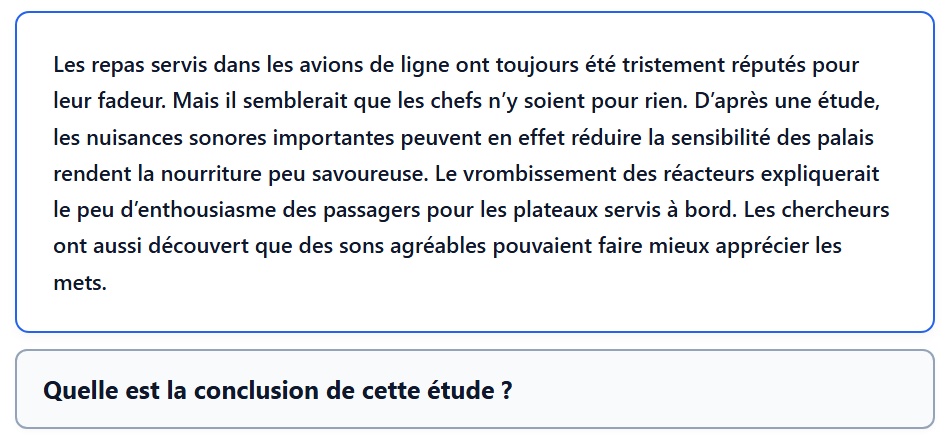 Les repas servis dans les avions de ligne ont toujours été tristement réputés pour
leur fadeur. Mais il semblerait que les chefs n’y soient pour rien. D’après une étude,
les nuisances sonores importantes peuvent en effet réduire la sensibilité des palais
rendent la nourriture peu savoureuse. Le vrombissement des réacteurs expliquerait
le peu d’enthousiasme des passagers pour les plateaux servis à bord. Les chercheurs
ont aussi découvert que des sons agréables pouvaient faire mieux apprécier les
mets.
Quelle est la conclusion de cette étude ?